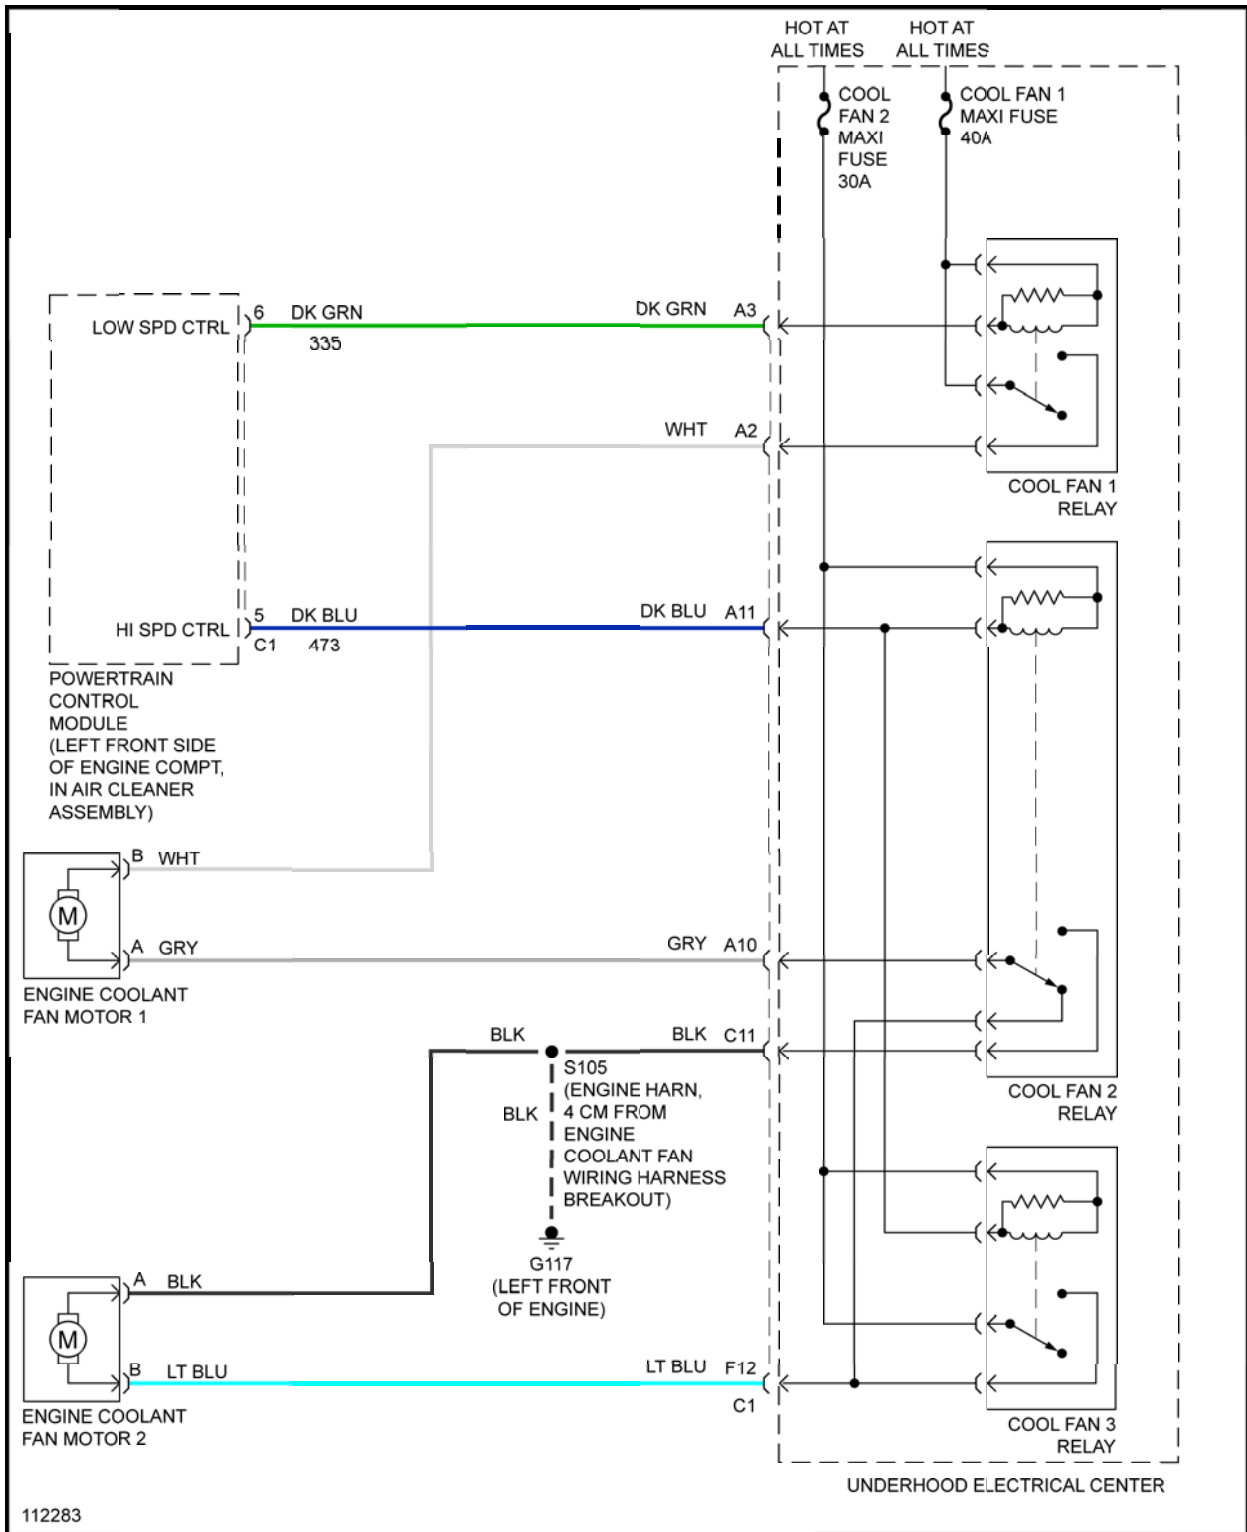 HOT AT
ALL TIMES
HOT AT
ALL TIMES
COOL
FAN 2
MAXI
FUSE
30A
COOL FAN 1
MAXI FUSE
40A
LOW SPD CTRL
6
DK GRN
335
DK GRN
A3
WHT
A2
COOL FAN 1
RELAY
HI SPD CTRL
5
DK BLU
C1
473
DK BLU
A11
POWERTRAIN
CONTROL
MODULE
(LEFT FRONT SIDE
OF ENGINE COMPT,
IN AIR CLEANER
ASSEMBLY)
B
WHT
M
A
GRY
GRY
A10
ENGINE COOLANT
FAN MOTOR 1
BLK
BLK
C11
S105
(ENGINE HARN,
4 CM FROM
ENGINE
COOLANT FAN
WIRING HARNESS
BREAKOUT)
BLK
COOL FAN 2
RELAY
G117
(LEFT FRONT
OF ENGINE)
A
BLK
M
B
LT BLU
LT BLU
F12
C1
ENGINE COOLANT
FAN MOTOR 2
COOL FAN 3
RELAY
UNDERHOOD ELECTRICAL CENTER
112283